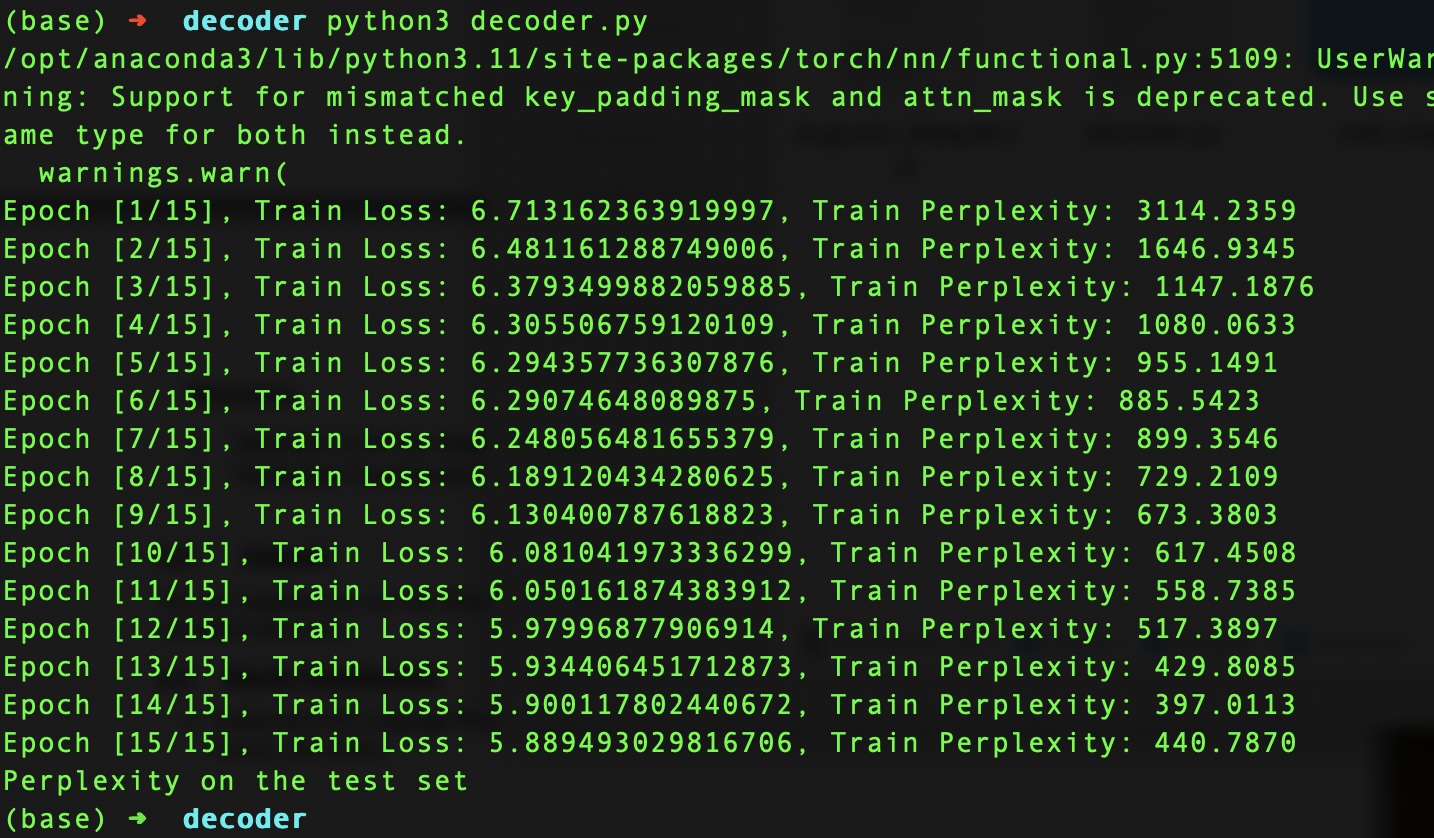 (base) ➜  decoder python3 decoder.py
/opt/anaconda3/lib/python3.11/site-packages/torch/nn/functional.py:5109: UserWar
ning: Support for mismatched key_padding_mask and attn_mask is deprecated. Use s
ame type for both instead.
  warnings.warn(
Epoch [1/15], Train Loss: 6.713162363919997, Train Perplexity: 3114.2359
Epoch [2/15], Train Loss: 6.481161288749006, Train Perplexity: 1646.9345
Epoch [3/15], Train Loss: 6.3793499882059885, Train Perplexity: 1147.1876
Epoch [4/15], Train Loss: 6.305506759120109, Train Perplexity: 1080.0633
Epoch [5/15], Train Loss: 6.294357736307876, Train Perplexity: 955.1491
Epoch [6/15], Train Loss: 6.29074648089875, Train Perplexity: 885.5423
Epoch [7/15], Train Loss: 6.248056481655379, Train Perplexity: 899.3546
Epoch [8/15], Train Loss: 6.189120434280625, Train Perplexity: 729.2109
Epoch [9/15], Train Loss: 6.130400787618823, Train Perplexity: 673.3803
Epoch [10/15], Train Loss: 6.081041973336299, Train Perplexity: 617.4508
Epoch [11/15], Train Loss: 6.050161874383912, Train Perplexity: 558.7385
Epoch [12/15], Train Loss: 5.97996877906914, Train Perplexity: 517.3897
Epoch [13/15], Train Loss: 5.934406451712873, Train Perplexity: 429.8085
Epoch [14/15], Train Loss: 5.900117802440672, Train Perplexity: 397.0113
Epoch [15/15], Train Loss: 5.889493029816706, Train Perplexity: 440.7870
Perplexity on the test set
(base) ➜  decoder